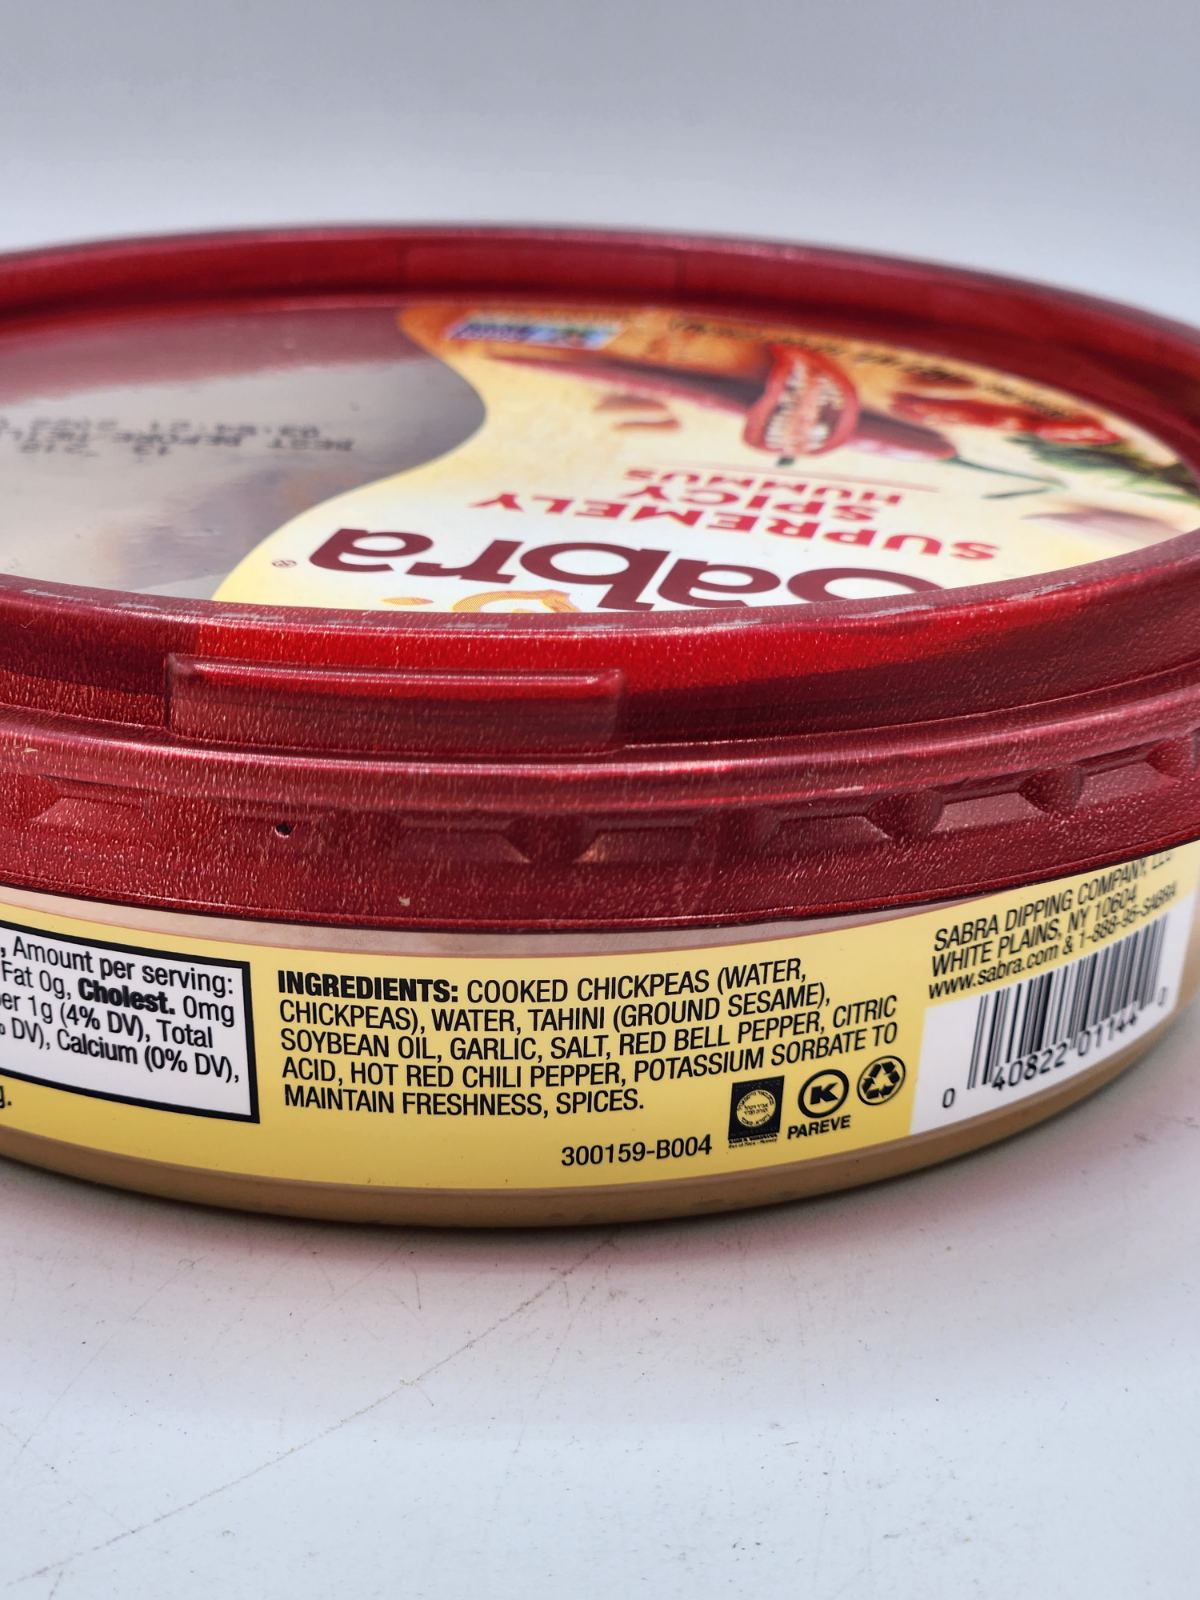 Sabra
®
SUPREMELY
SPICY
HUMMUS
BEST BEFORE
, Amount per serving:
Fat 0g, Cholest. 0mg
er 1g (4% DV), Total
DV), Calcium (0% DV),
g.
INGREDIENTS: COOKED CHICKPEAS (WATER,
CHICKPEAS), WATER, TAHINI (GROUND SESAME),
SOYBEAN OIL, GARLIC, SALT, RED BELL PEPPER, CITRIC
ACID, HOT RED CHILI PEPPER, POTASSIUM SORBATE TO
MAINTAIN FRESHNESS, SPICES.
300159-B004
K
PAREVE
SABRA DIPPING COMPANY, LLC
WHITE PLAINS, NY 10604
www.sabra.com & 1-888-95-SABRA
0 40822 01144 0